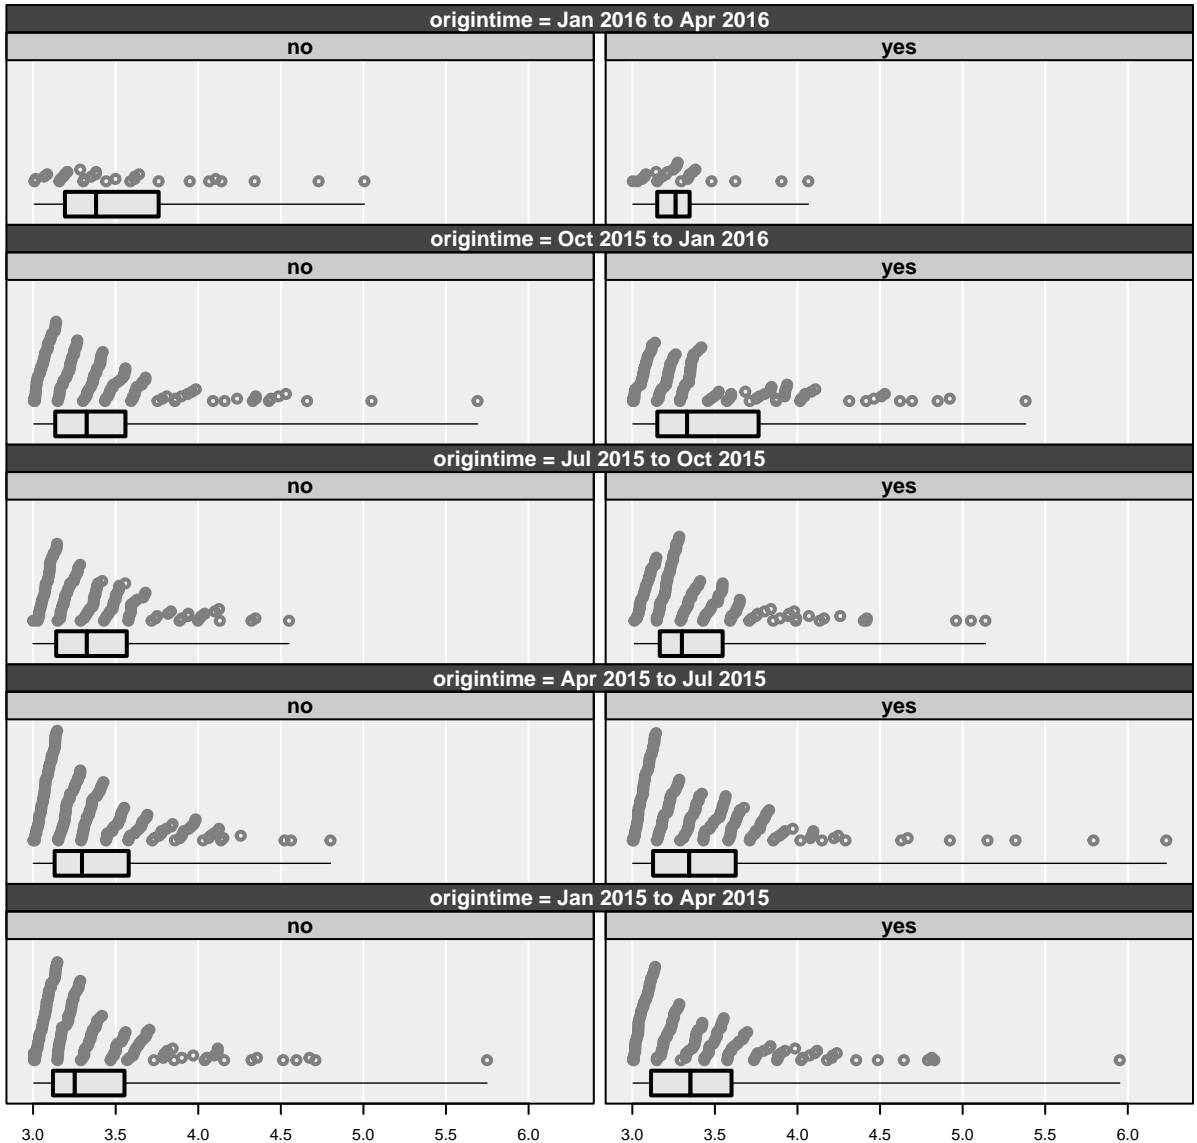 origintime = Jan 2016 to Apr 2016
no yes
origintime = Oct 2015 to Jan 2016
no yes
origintime = Jul 2015 to Oct 2015
no yes
origintime = Apr 2015 to Jul 2015
no yes
origintime = Jan 2015 to Apr 2015
no yes
3.0 3.5 4.0 4.5 5.0 5.5 6.0 3.0 3.5 4.0 4.5 5.0 5.5 6.0